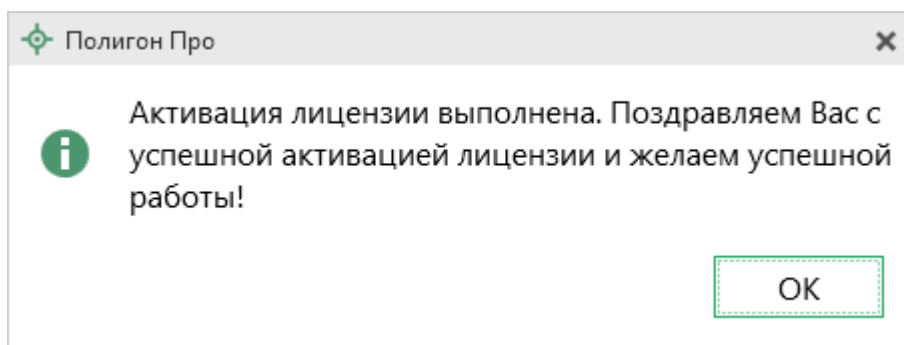 Полигон Про
Активация лицензии выполнена. Поздравляем Вас с
успешной активацией лицензии и желаем успешной
работы!
OK